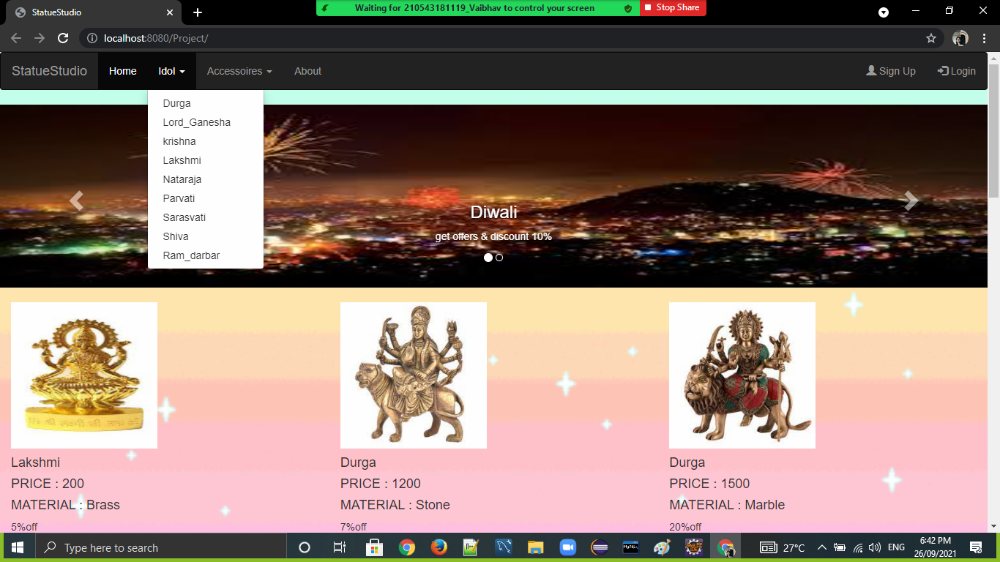 StatueStudio
Waiting for 210543181119_Vaibhav to control your screen
Stop Share
localhost:8080/Project/
StatueStudio Home Idol Accessoires About Sign Up Login
Durga
Lord_Ganesha
krishna
Lakshmi
Nataraja
Parvati
Sarasvati
Shiva
Ram_darbar
Diwali
get offers & discount 10%
Lakshmi
PRICE : 200
MATERIAL : Brass
5%off
Durga
PRICE : 1200
MATERIAL : Stone
7%off
Durga
PRICE : 1500
MATERIAL : Marble
20%off
Type here to search
27°C
ENG
6:42 PM
26/09/2021